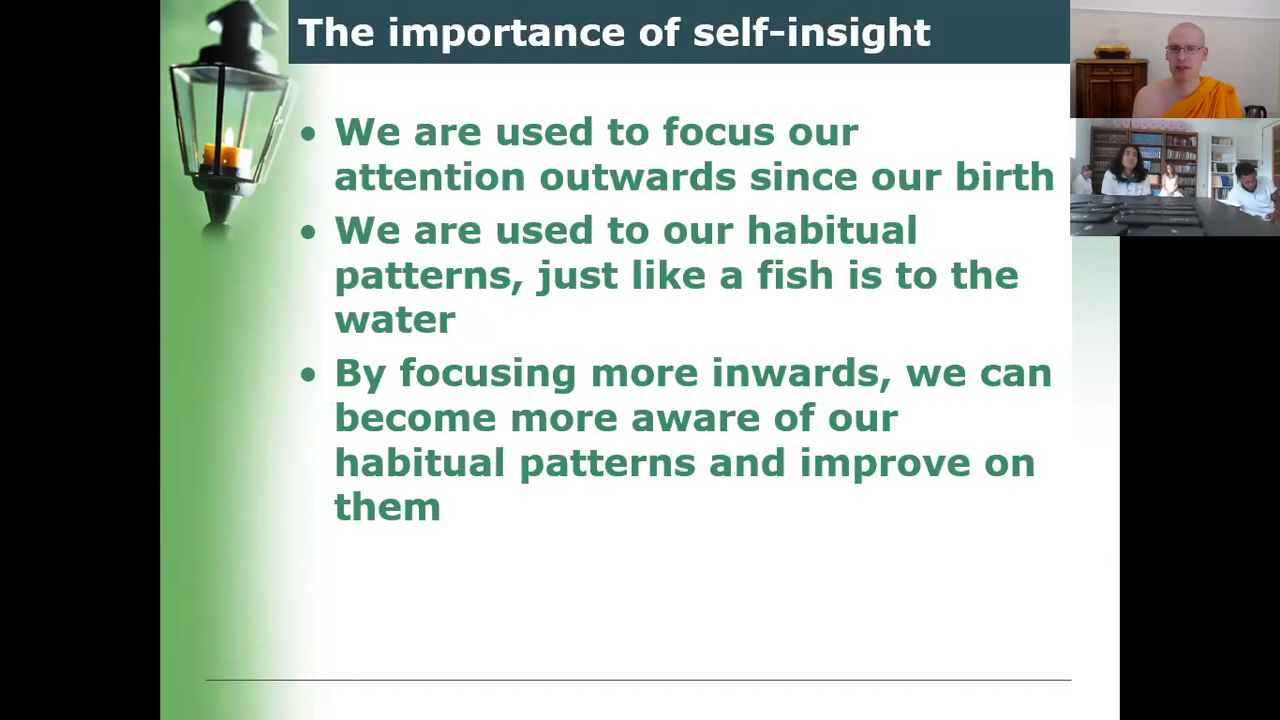 The importance of self-insight
• We are used to focus our
attention outwards since our birth
• We are used to our habitual
patterns, just like a fish is to the
water
• By focusing more inwards, we can
become more aware of our
habitual patterns and improve on
them